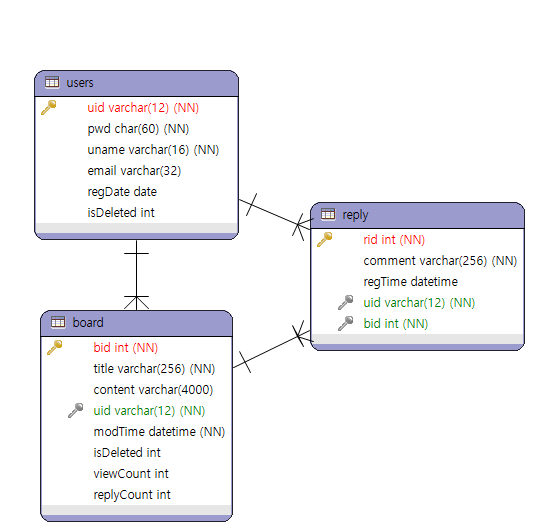 users
uid varchar(12) (NN)
pwd char(60) (NN)
uname varchar(16) (NN)
email varchar(32)
regDate date
isDeleted int
reply
rid int (NN)
comment varchar(256) (NN)
regTime datetime
uid varchar(12) (NN)
bid int (NN)
board
bid int (NN)
title varchar(256) (NN)
content varchar(4000)
uid varchar(12) (NN)
modTime datetime (NN)
isDeleted int
viewCount int
replyCount int